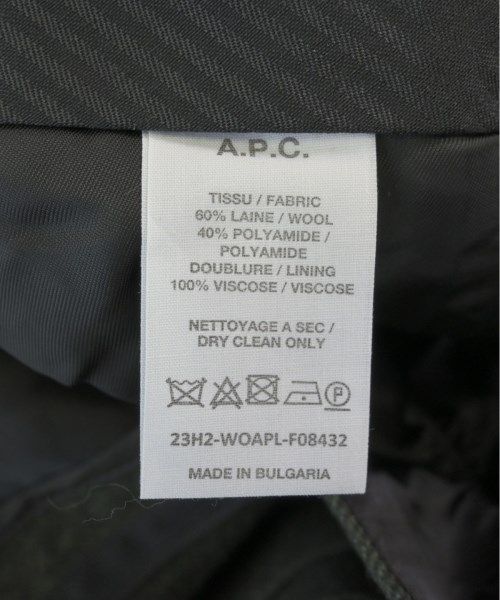 A.P.C.
TISSU / FABRIC
60% LAINE / WOOL
40% POLYAMIDE /
POLYAMIDE
DOUBLURE / LINING
100% VISCOSE / VISCOSE
NETTOYAGE A SEC /
DRY CLEAN ONLY
P
23H2-WOAPL-F08432
MADE IN BULGARIA